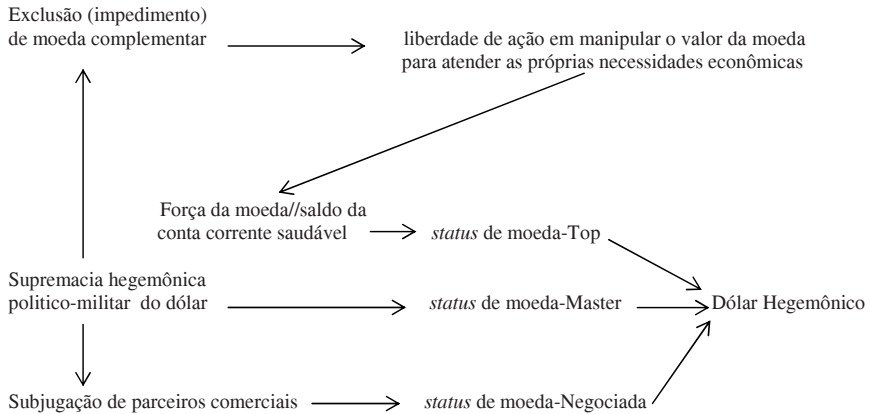 Exclusão (impedimento)
de moeda complementar
liberdade de ação em manipular o valor da moeda
para atender as próprias necessidades econômicas
Força da moeda//saldo da
conta corrente saudável
status de moeda-Top
Supremacia hegemônica
politico-militar do dólar
status de moeda-Master
Dólar Hegemônico
Subjugação de parceiros comerciais
status de moeda-Negociada